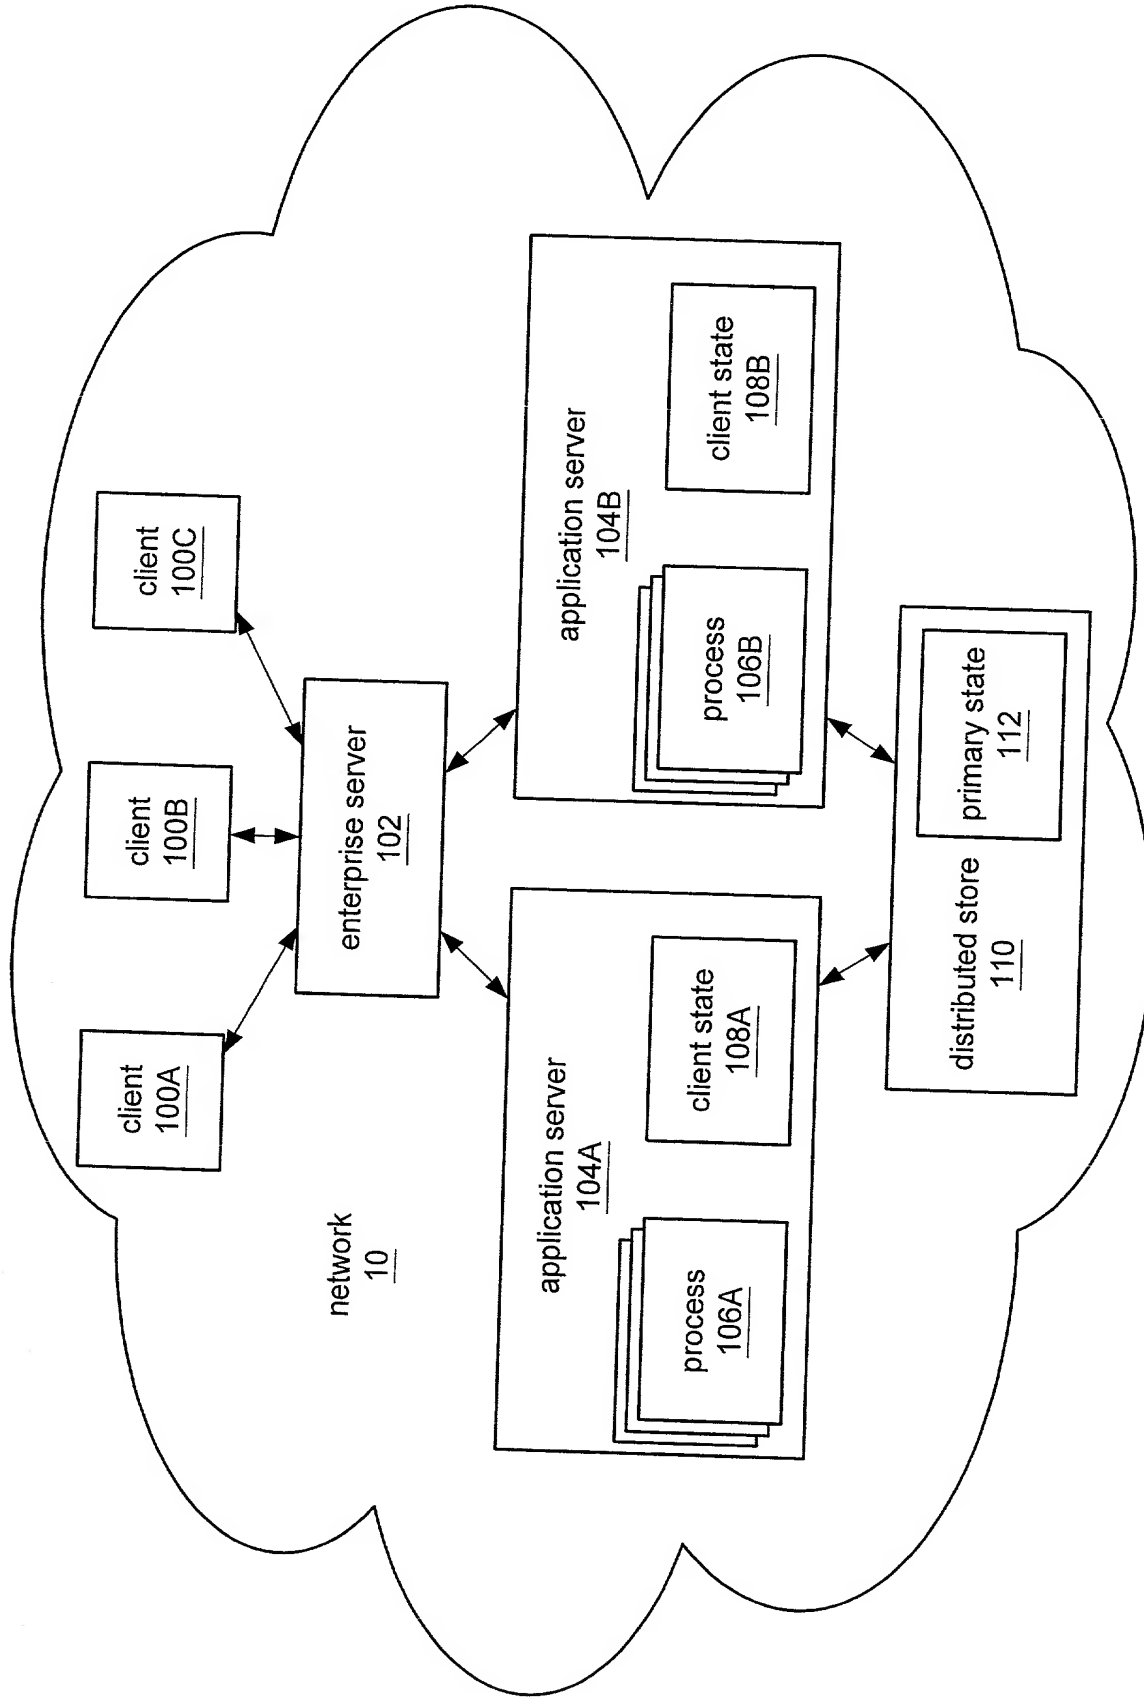 client
100A
client
100B
client
100C
network
10
enterprise server
102
application server
104A
process
106A
client state
108A
application server
104B
process
106B
client state
108B
distributed store
110
primary state
112